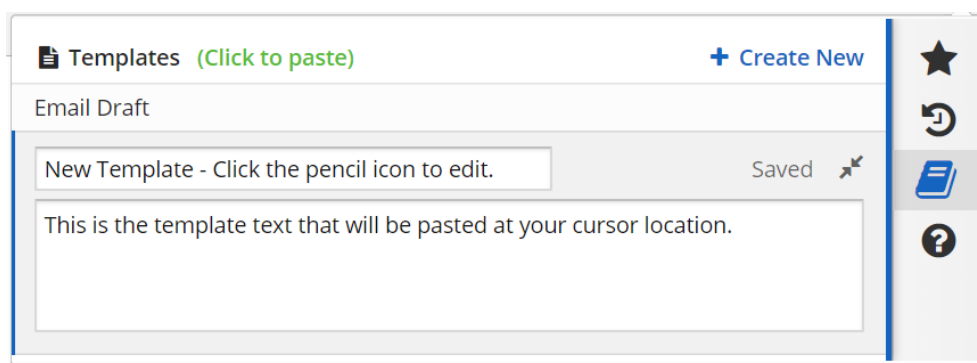 Templates (Click to paste) + Create New
Email Draft
New Template - Click the pencil icon to edit. Saved
This is the template text that will be pasted at your cursor location.